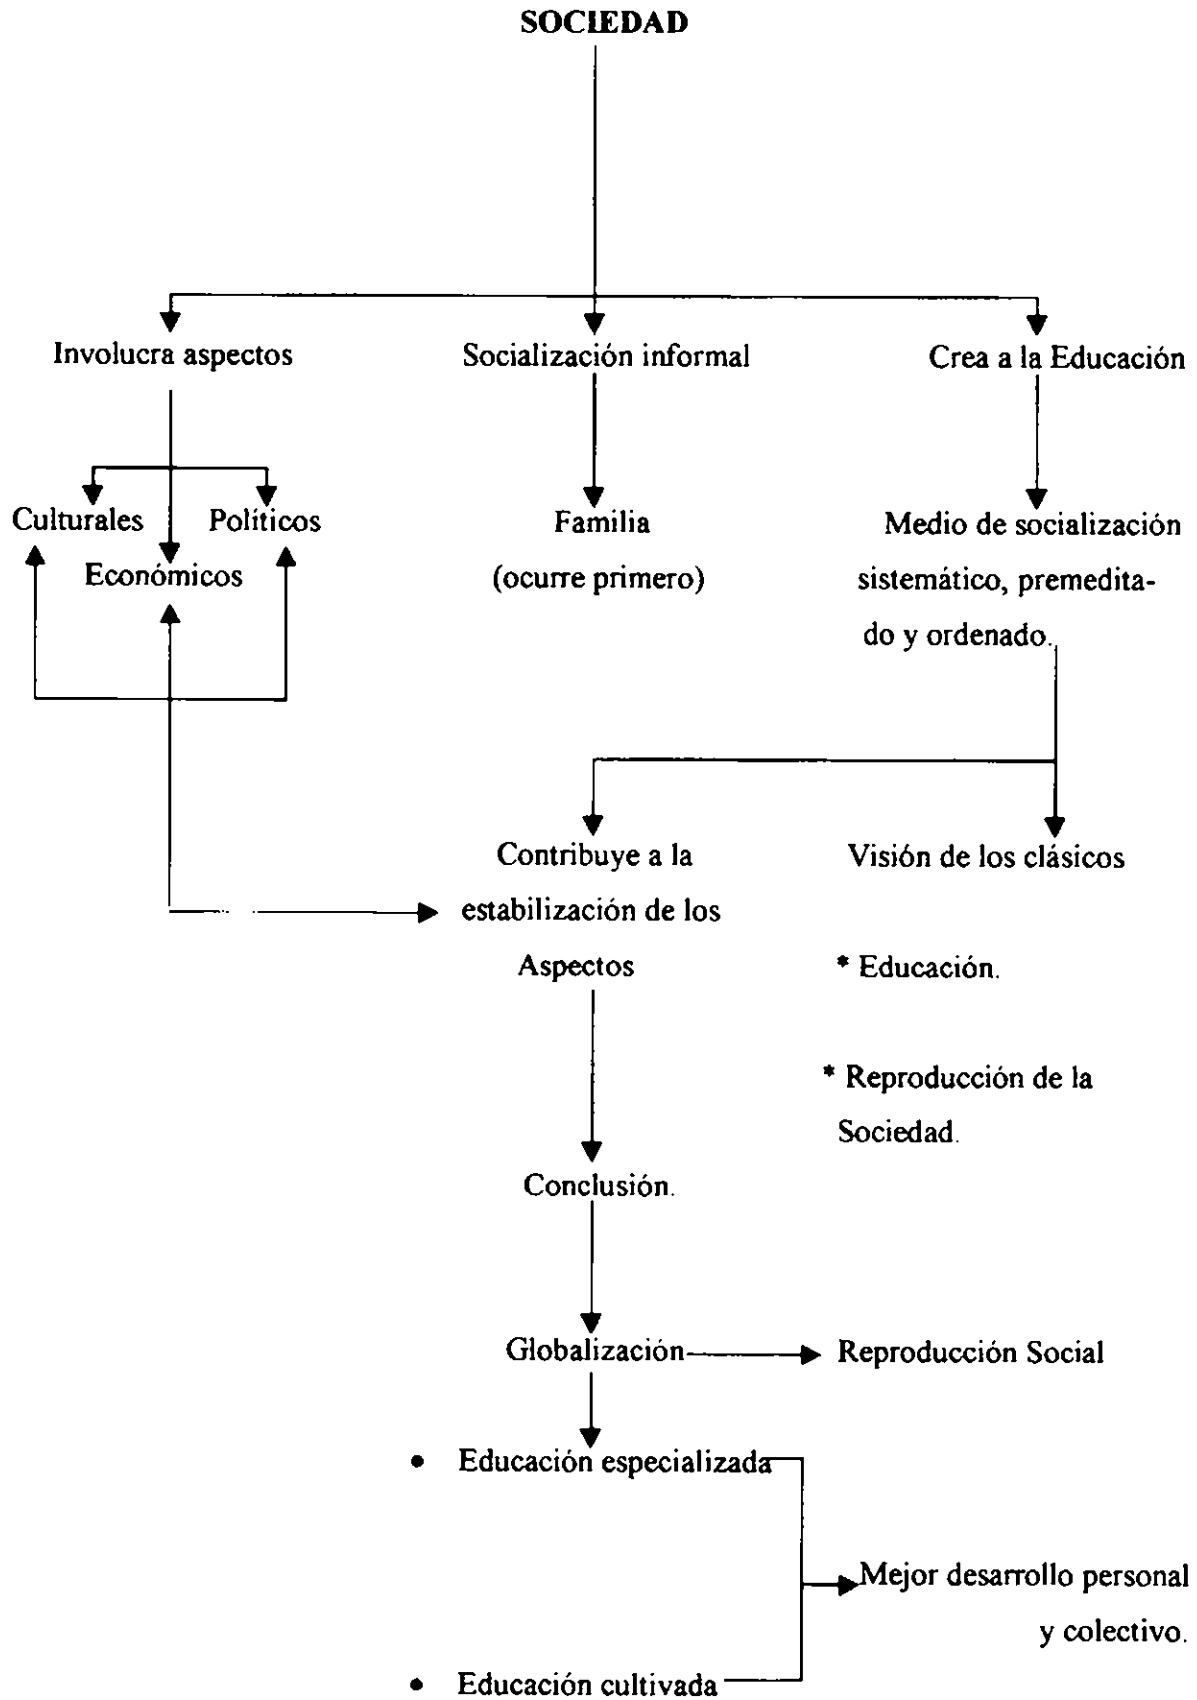 SOCIEDAD
Involucra aspectos
Socialización informal
Crea a la Educación
Culturales
Políticos
Económicos
Familia
(ocurre primero)
Medio de socialización
sistemático, premedita-
do y ordenado.
Contribuye a la
estabilización de los
Aspectos
Visión de los clásicos
* Educación.
* Reproducción de la
Sociedad.
Conclusión.
Globalización
Reproducción Social
• Educación especializada
Mejor desarrollo personal
y colectivo.
• Educación cultivada